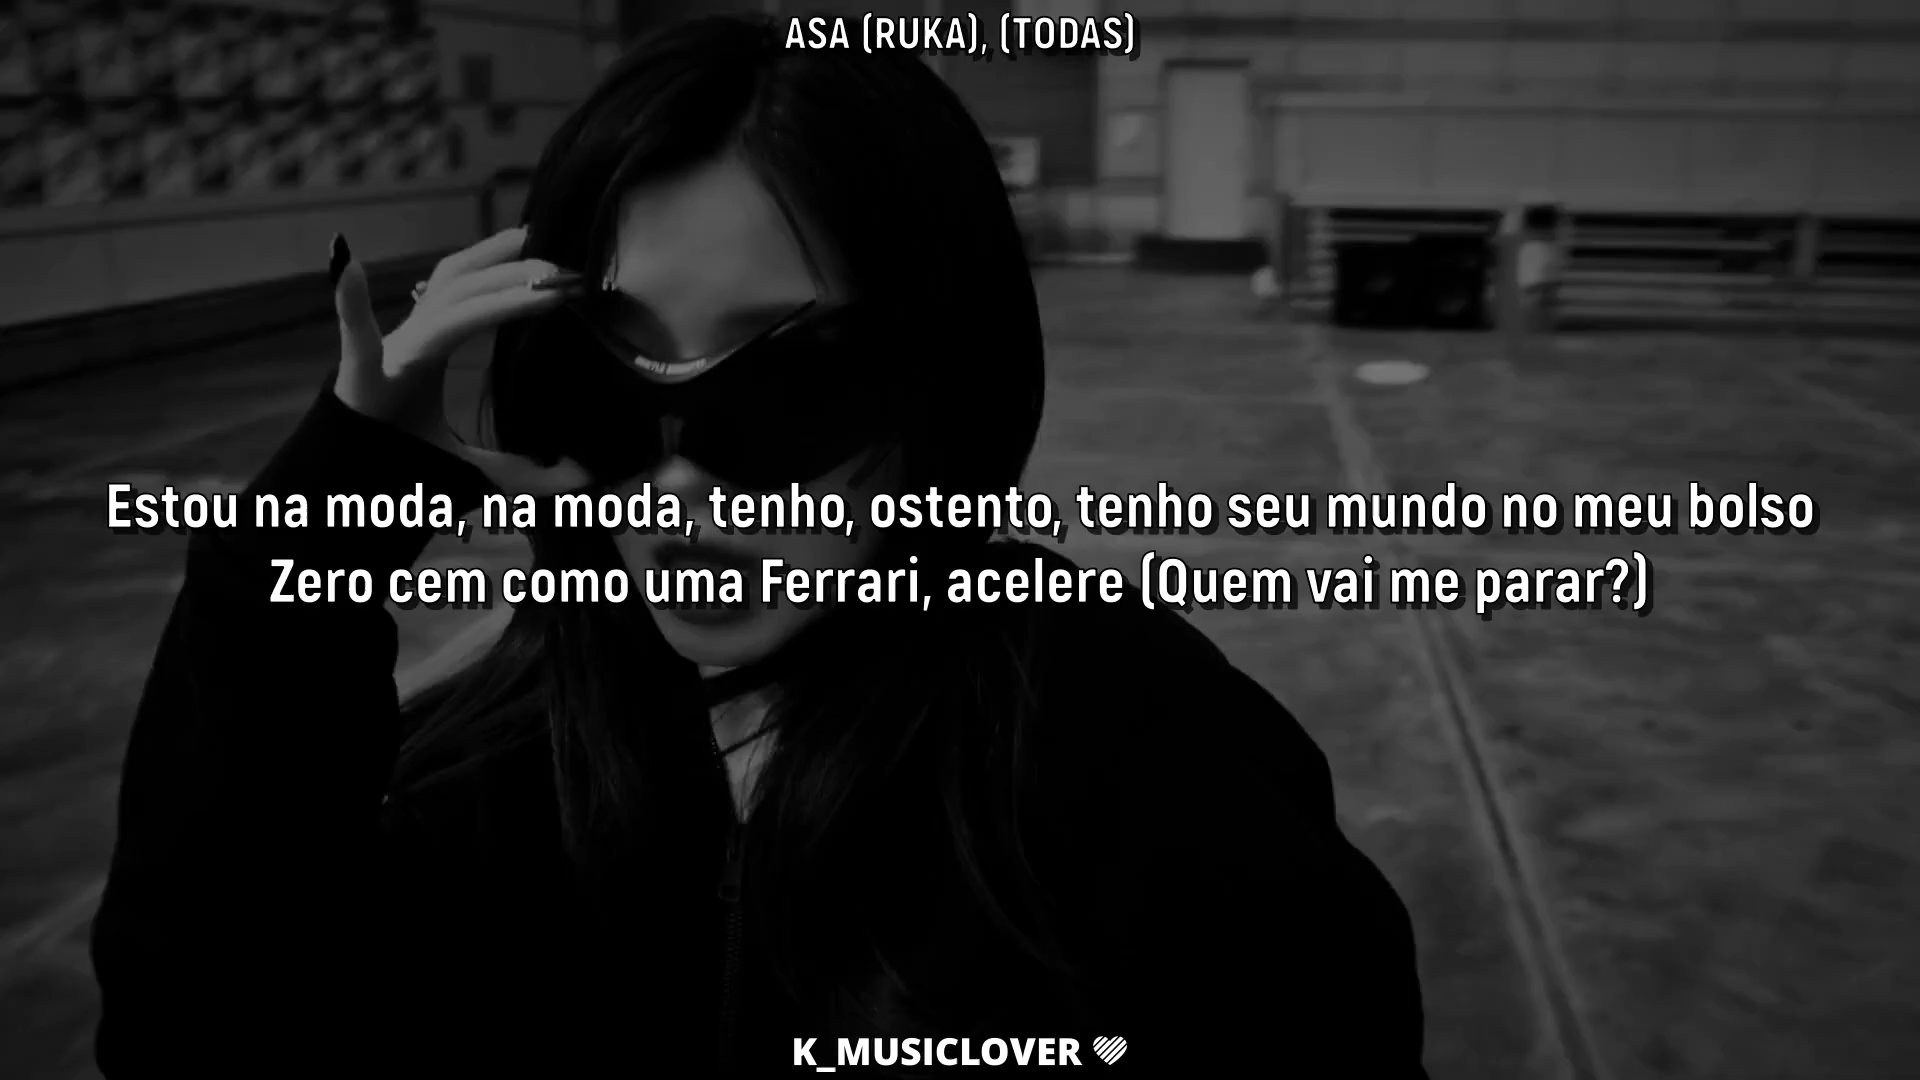 ASA (RUKA), (TODAS)
Estou na moda, na moda, tenho, ostento, tenho seu mundo no meu bolso
Zero cem como uma Ferrari, acelere (Quem vai me parar?)
K_MUSICLOVER